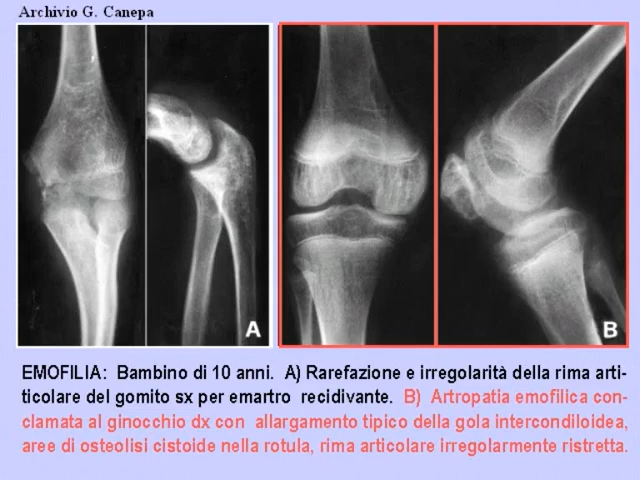 Archivio G. Canepa
A
B
EMOFILIA: Bambino di 10 anni. A) Rarefazione e irregolarità della rima arti-
ticolare del gomito sx per emartro recidivante. B) Artropatia emofilica con-
clamata al ginocchio dx con allargamento tipico della gola intercondiloidea,
aree di osteolisi cistoide nella rotula, rima articolare irregolarmente ristretta.